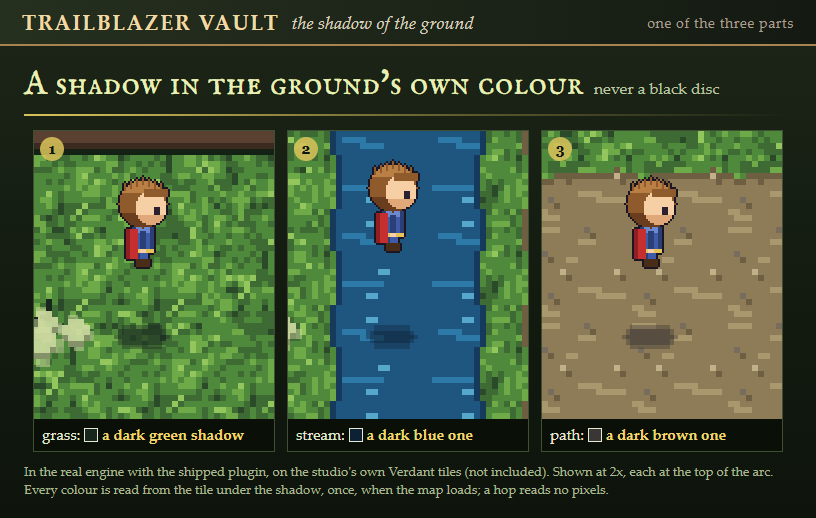 TRAILBLAZER VAULT the shadow of the ground one of the three parts
A SHADOW IN THE GROUND'S OWN COLOUR never a black disc
1 2 3
grass: a dark green shadow
stream: a dark blue one
path: a dark brown one
In the real engine with the shipped plugin, on the studio's own Verdant tiles (not included). Shown at 2x, each at the top of the arc.
Every colour is read from the tile under the shadow, once, when the map loads; a hop reads no pixels.